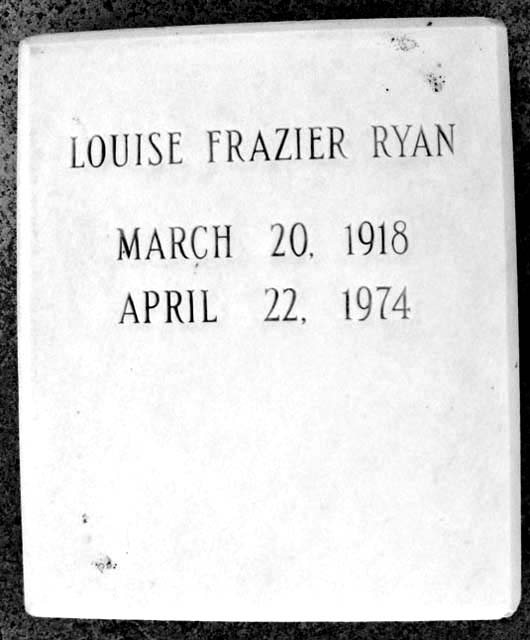 LOUISE FRAZIER RYAN
MARCH 20, 1918
APRIL 22, 1974